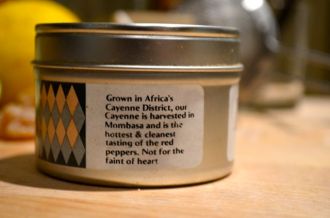 Grown in Africa's
Cayenne District, our
Cayenne is harvested in
Mombasa and is the
hottest & cleanest
tasting of the red
peppers. Not for the
faint of heart